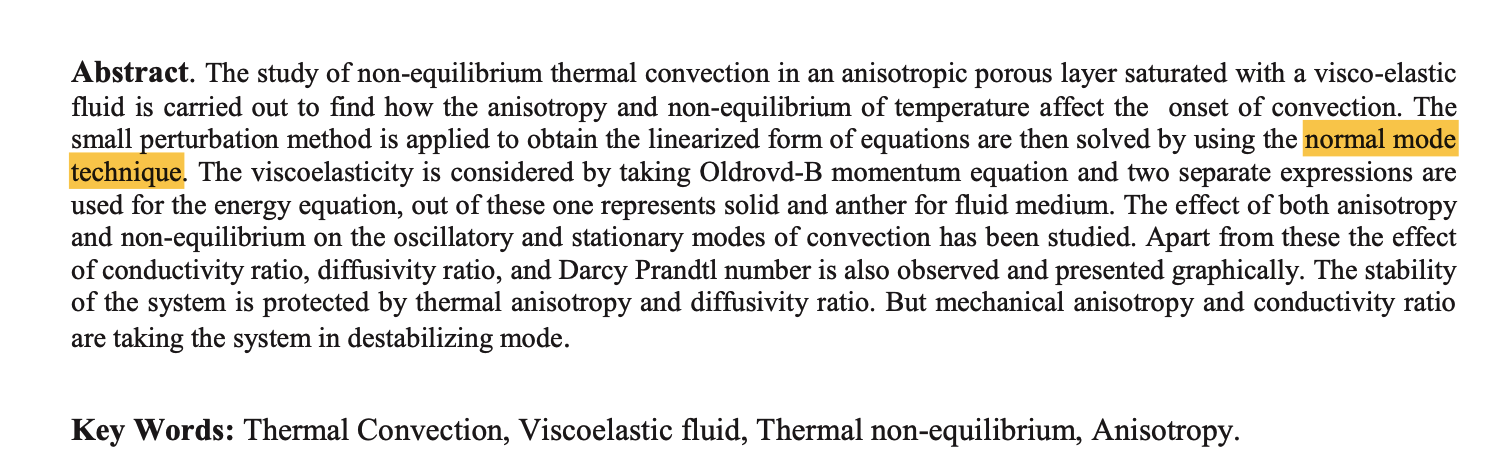 Abstract. The study of non-equilibrium thermal convection in an anisotropic porous layer saturated with a visco-elastic
fluid is carried out to find how the anisotropy and non-equilibrium of temperature affect the onset of convection. The
small perturbation method is applied to obtain the linearized form of equations are then solved by using the normal mode
technique. The viscoelasticity is considered by taking Oldrovd-B momentum equation and two separate expressions are
used for the energy equation, out of these one represents solid and anther for fluid medium. The effect of both anisotropy
and non-equilibrium on the oscillatory and stationary modes of convection has been studied. Apart from these the effect
of conductivity ratio, diffusivity ratio, and Darcy Prandtl number is also observed and presented graphically. The stability
of the system is protected by thermal anisotropy and diffusivity ratio. But mechanical anisotropy and conductivity ratio
are taking the system in destabilizing mode.
Key Words: Thermal Convection, Viscoelastic fluid, Thermal non-equilibrium, Anisotropy.